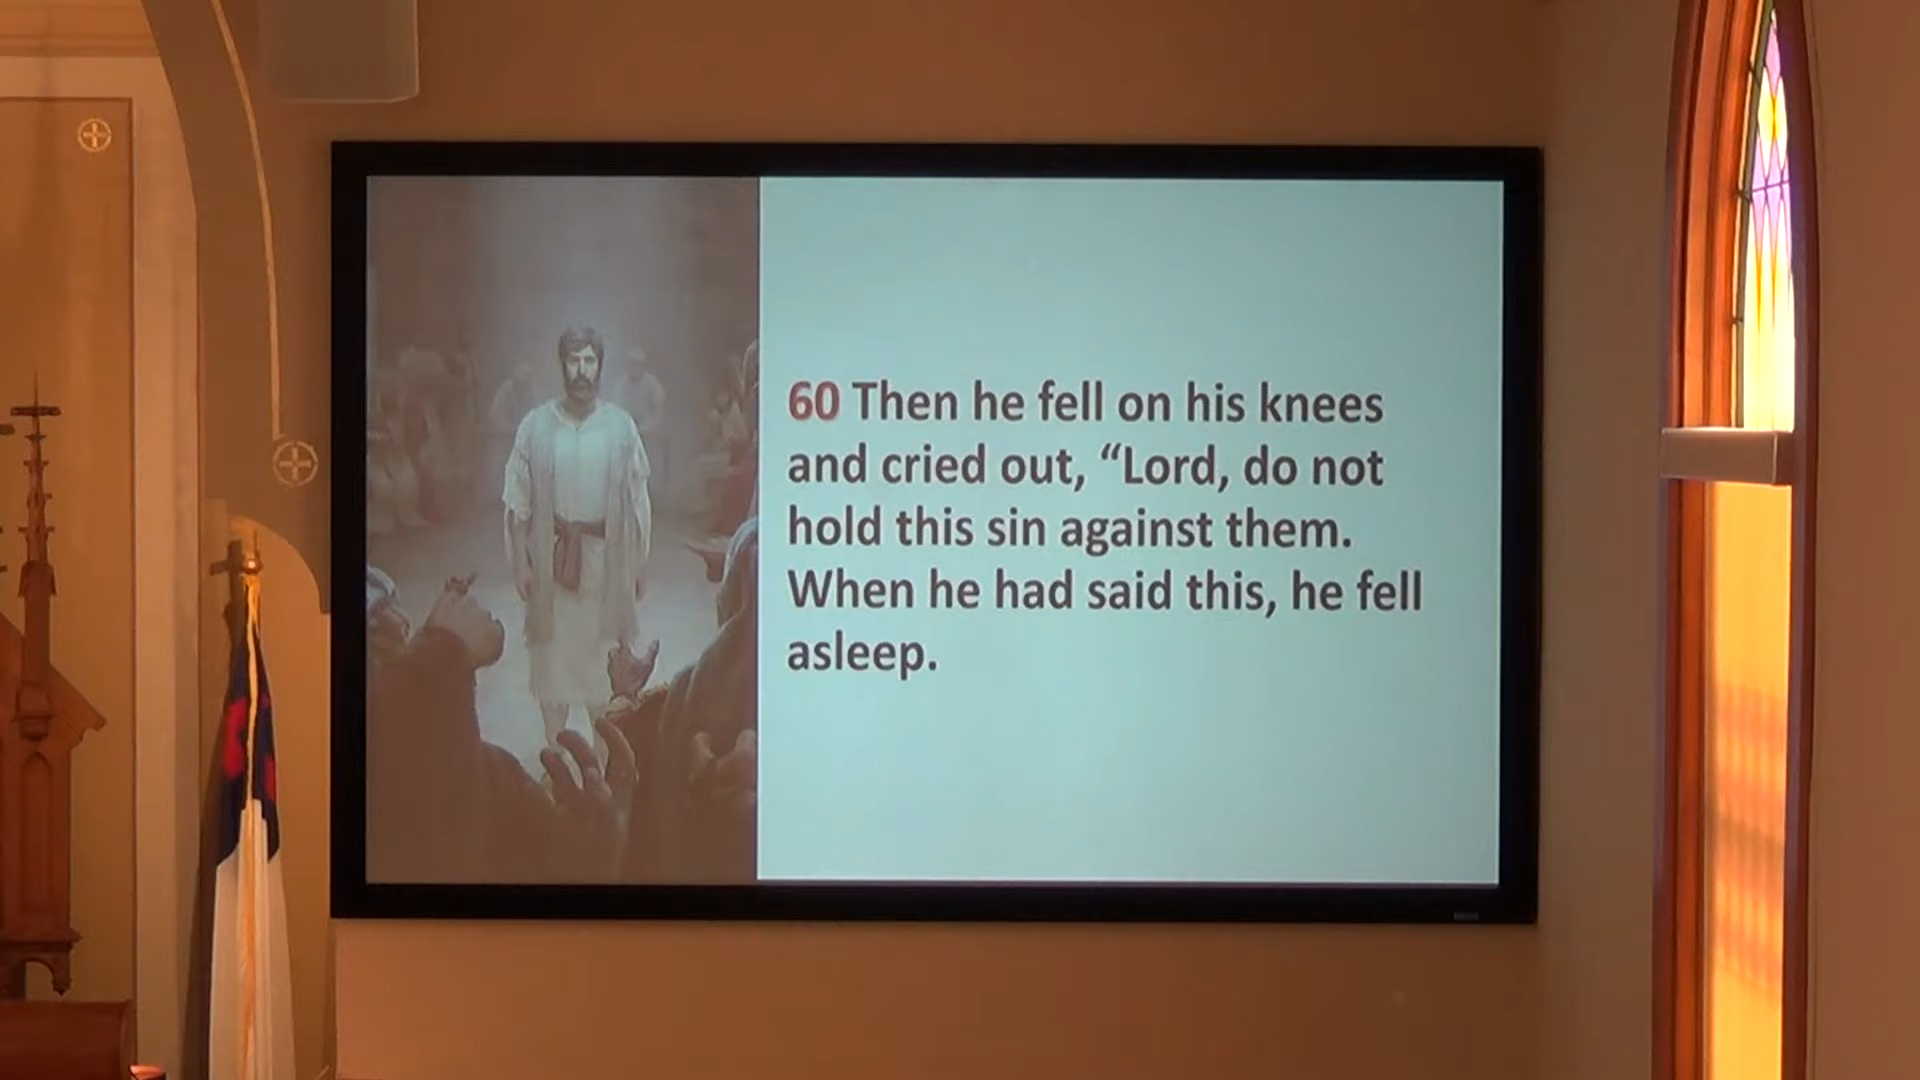 60 Then he fell on his knees
and cried out, “Lord, do not
hold this sin against them.
When he had said this, he fell
asleep.